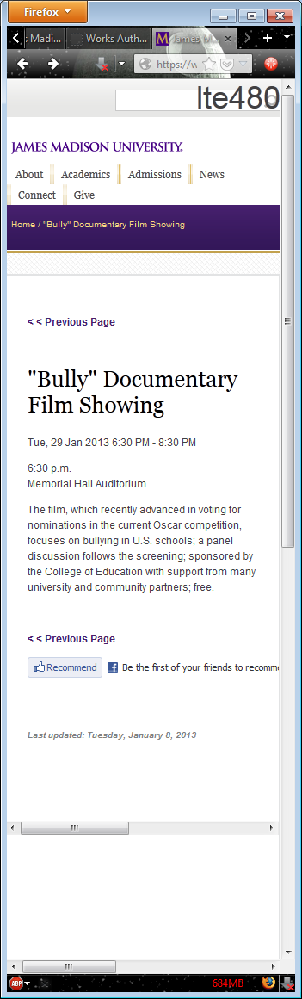 Firefox
s Madi...
Works Auth...
James M...
https://w
lte480
JAMES MADISON UNIVERSITY.
About
Academics
Admissions
News
Connect
Give
Home / "Bully" Documentary Film Showing
< < Previous Page
"Bully" Documentary
Film Showing
Tue, 29 Jan 2013 6:30 PM - 8:30 PM
6:30 p.m.
Memorial Hall Auditorium
The film, which recently advanced in voting for
nominations in the current Oscar competition,
focuses on bullying in U.S. schools; a panel
discussion follows the screening; sponsored by
the College of Education with support from many
university and community partners; free.
< < Previous Page
Recommend
Be the first of your friends to recomm
Last updated: Tuesday, January 8, 2013
ABP
684MB